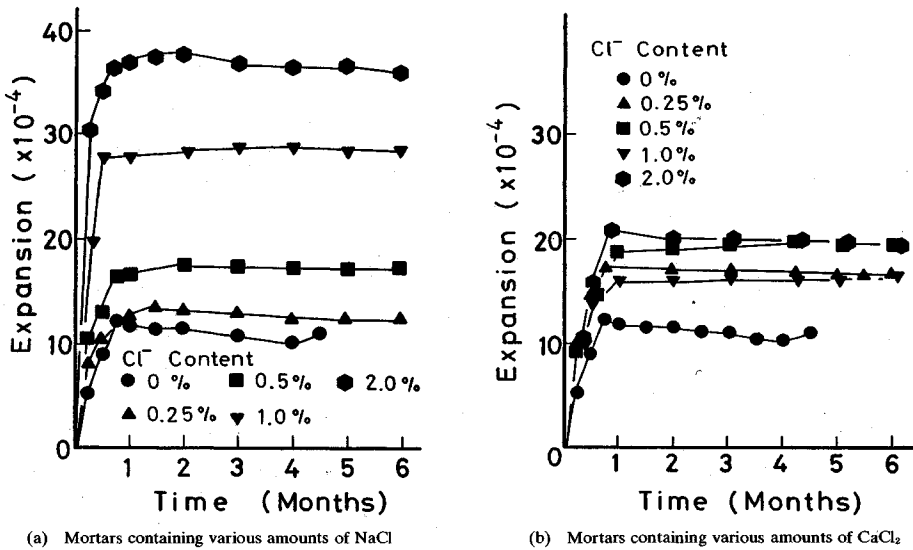 40
30
20
10
0
Expansion (x10⁻⁴)
Cl⁻ Content
0%
0.5%
2.0%
0.25%
1.0%
1 2 3 4 5 6
Time (Months)
(a) Mortars containing various amounts of NaCl
Cl⁻ Content
0%
0.25%
0.5%
1.0%
2.0%
30
20
10
0
Expansion (x10⁻⁴)
1 2 3 4 5 6
Time (Months)
(b) Mortars containing various amounts of CaCl₂